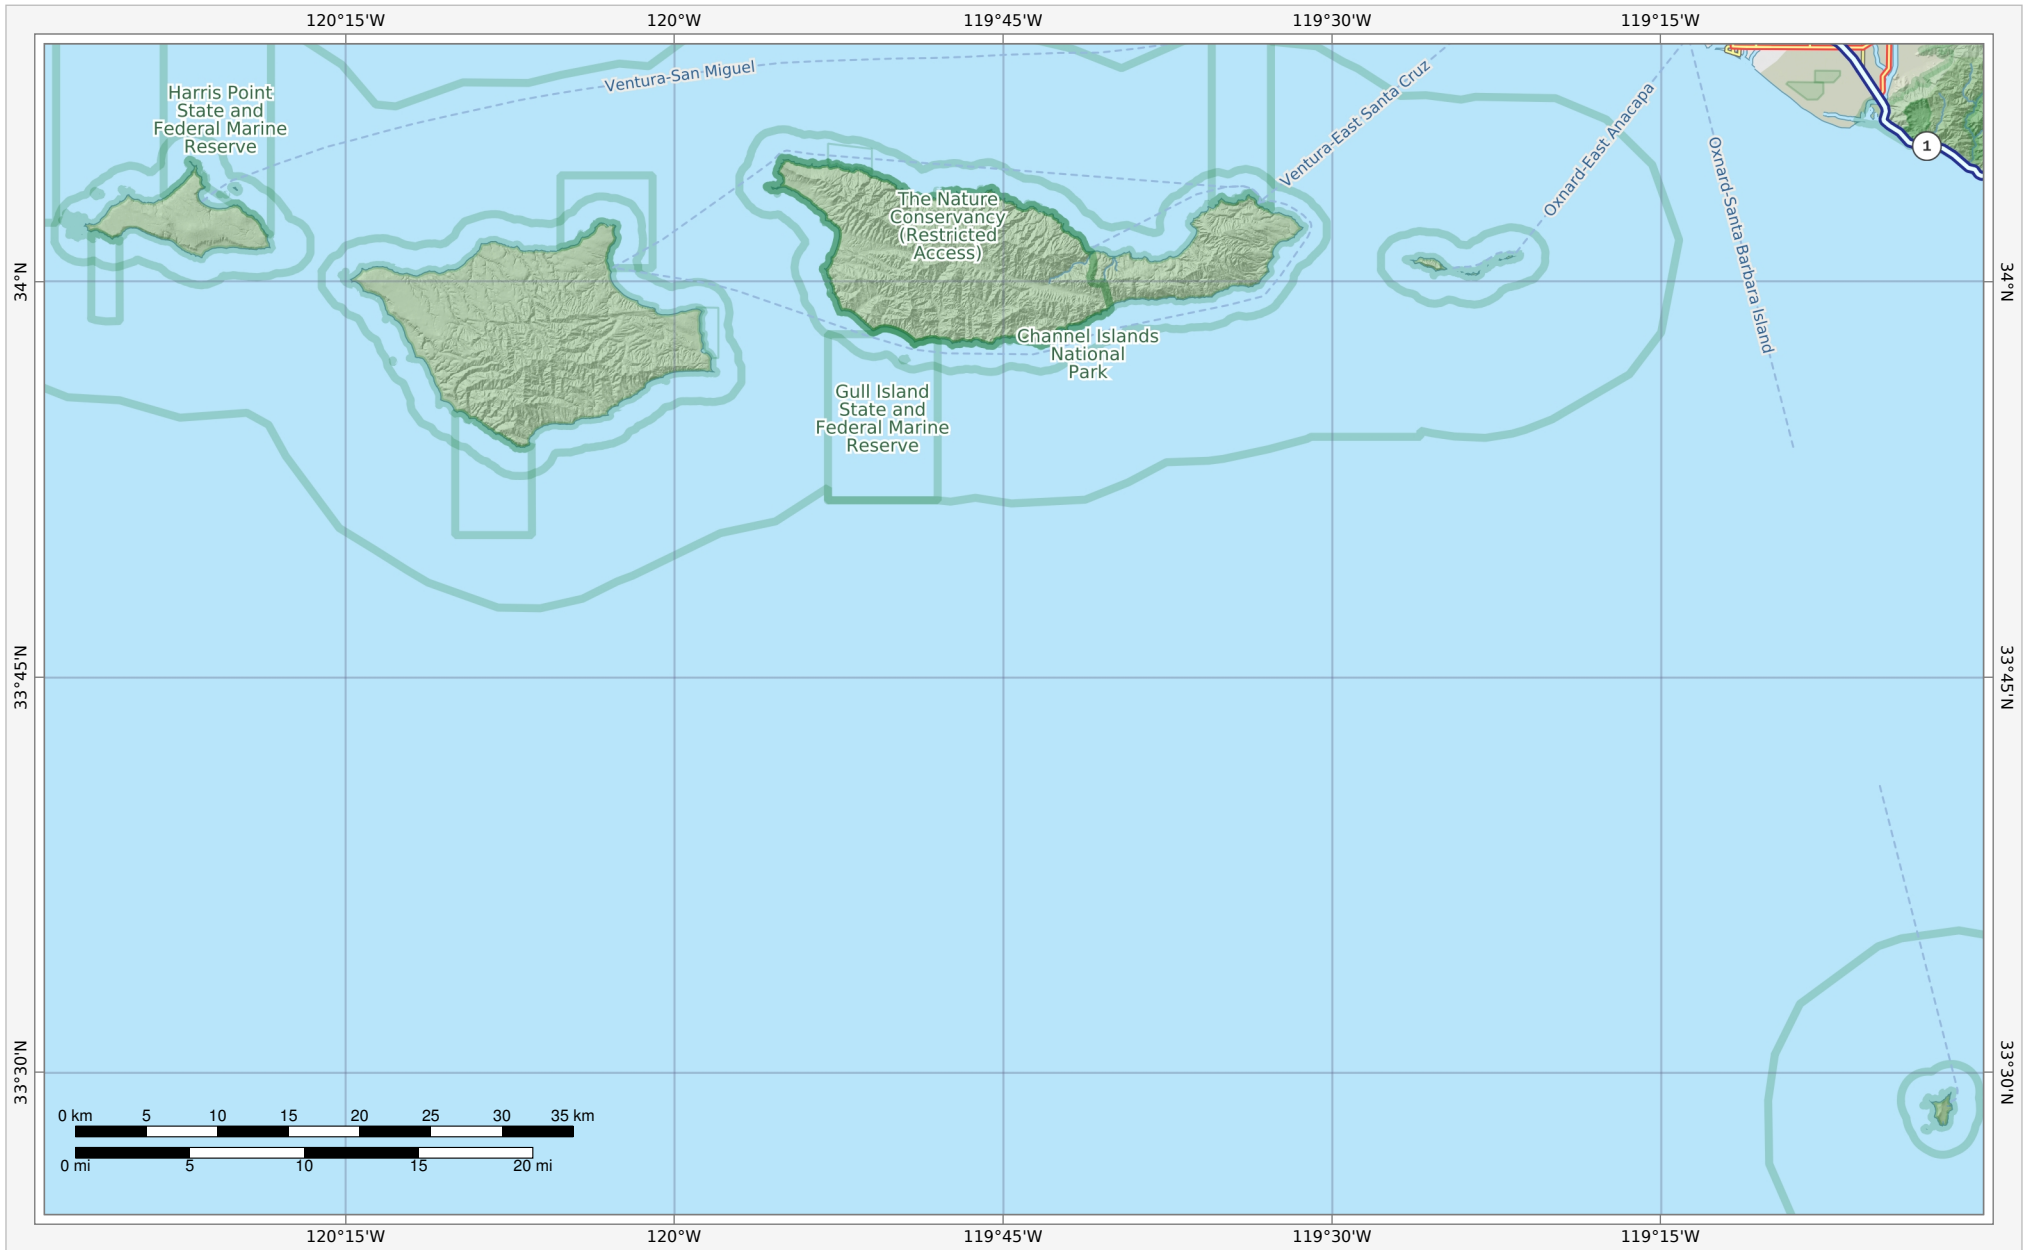 120°15'W
120°W
119°45'W
119°30'W
119°15'W
Harris Point
State and
Federal Marine
Reserve
Ventura-San Miguel
Ventura-East Santa Cruz
Oxnard-East Anacapa
Oxnard-Santa Barbara Island
1
The Nature
Conservancy
(Restricted
Access)
34°N
34°N
Channel Islands
National
Park
Gull Island
State and
Federal Marine
Reserve
33°45'N
33°45'N
33°30'N
33°30'N
0 km 5 10 15 20 25 30 35 km
0 mi 5 10 15 20 mi
120°15'W
120°W
119°45'W
119°30'W
119°15'W